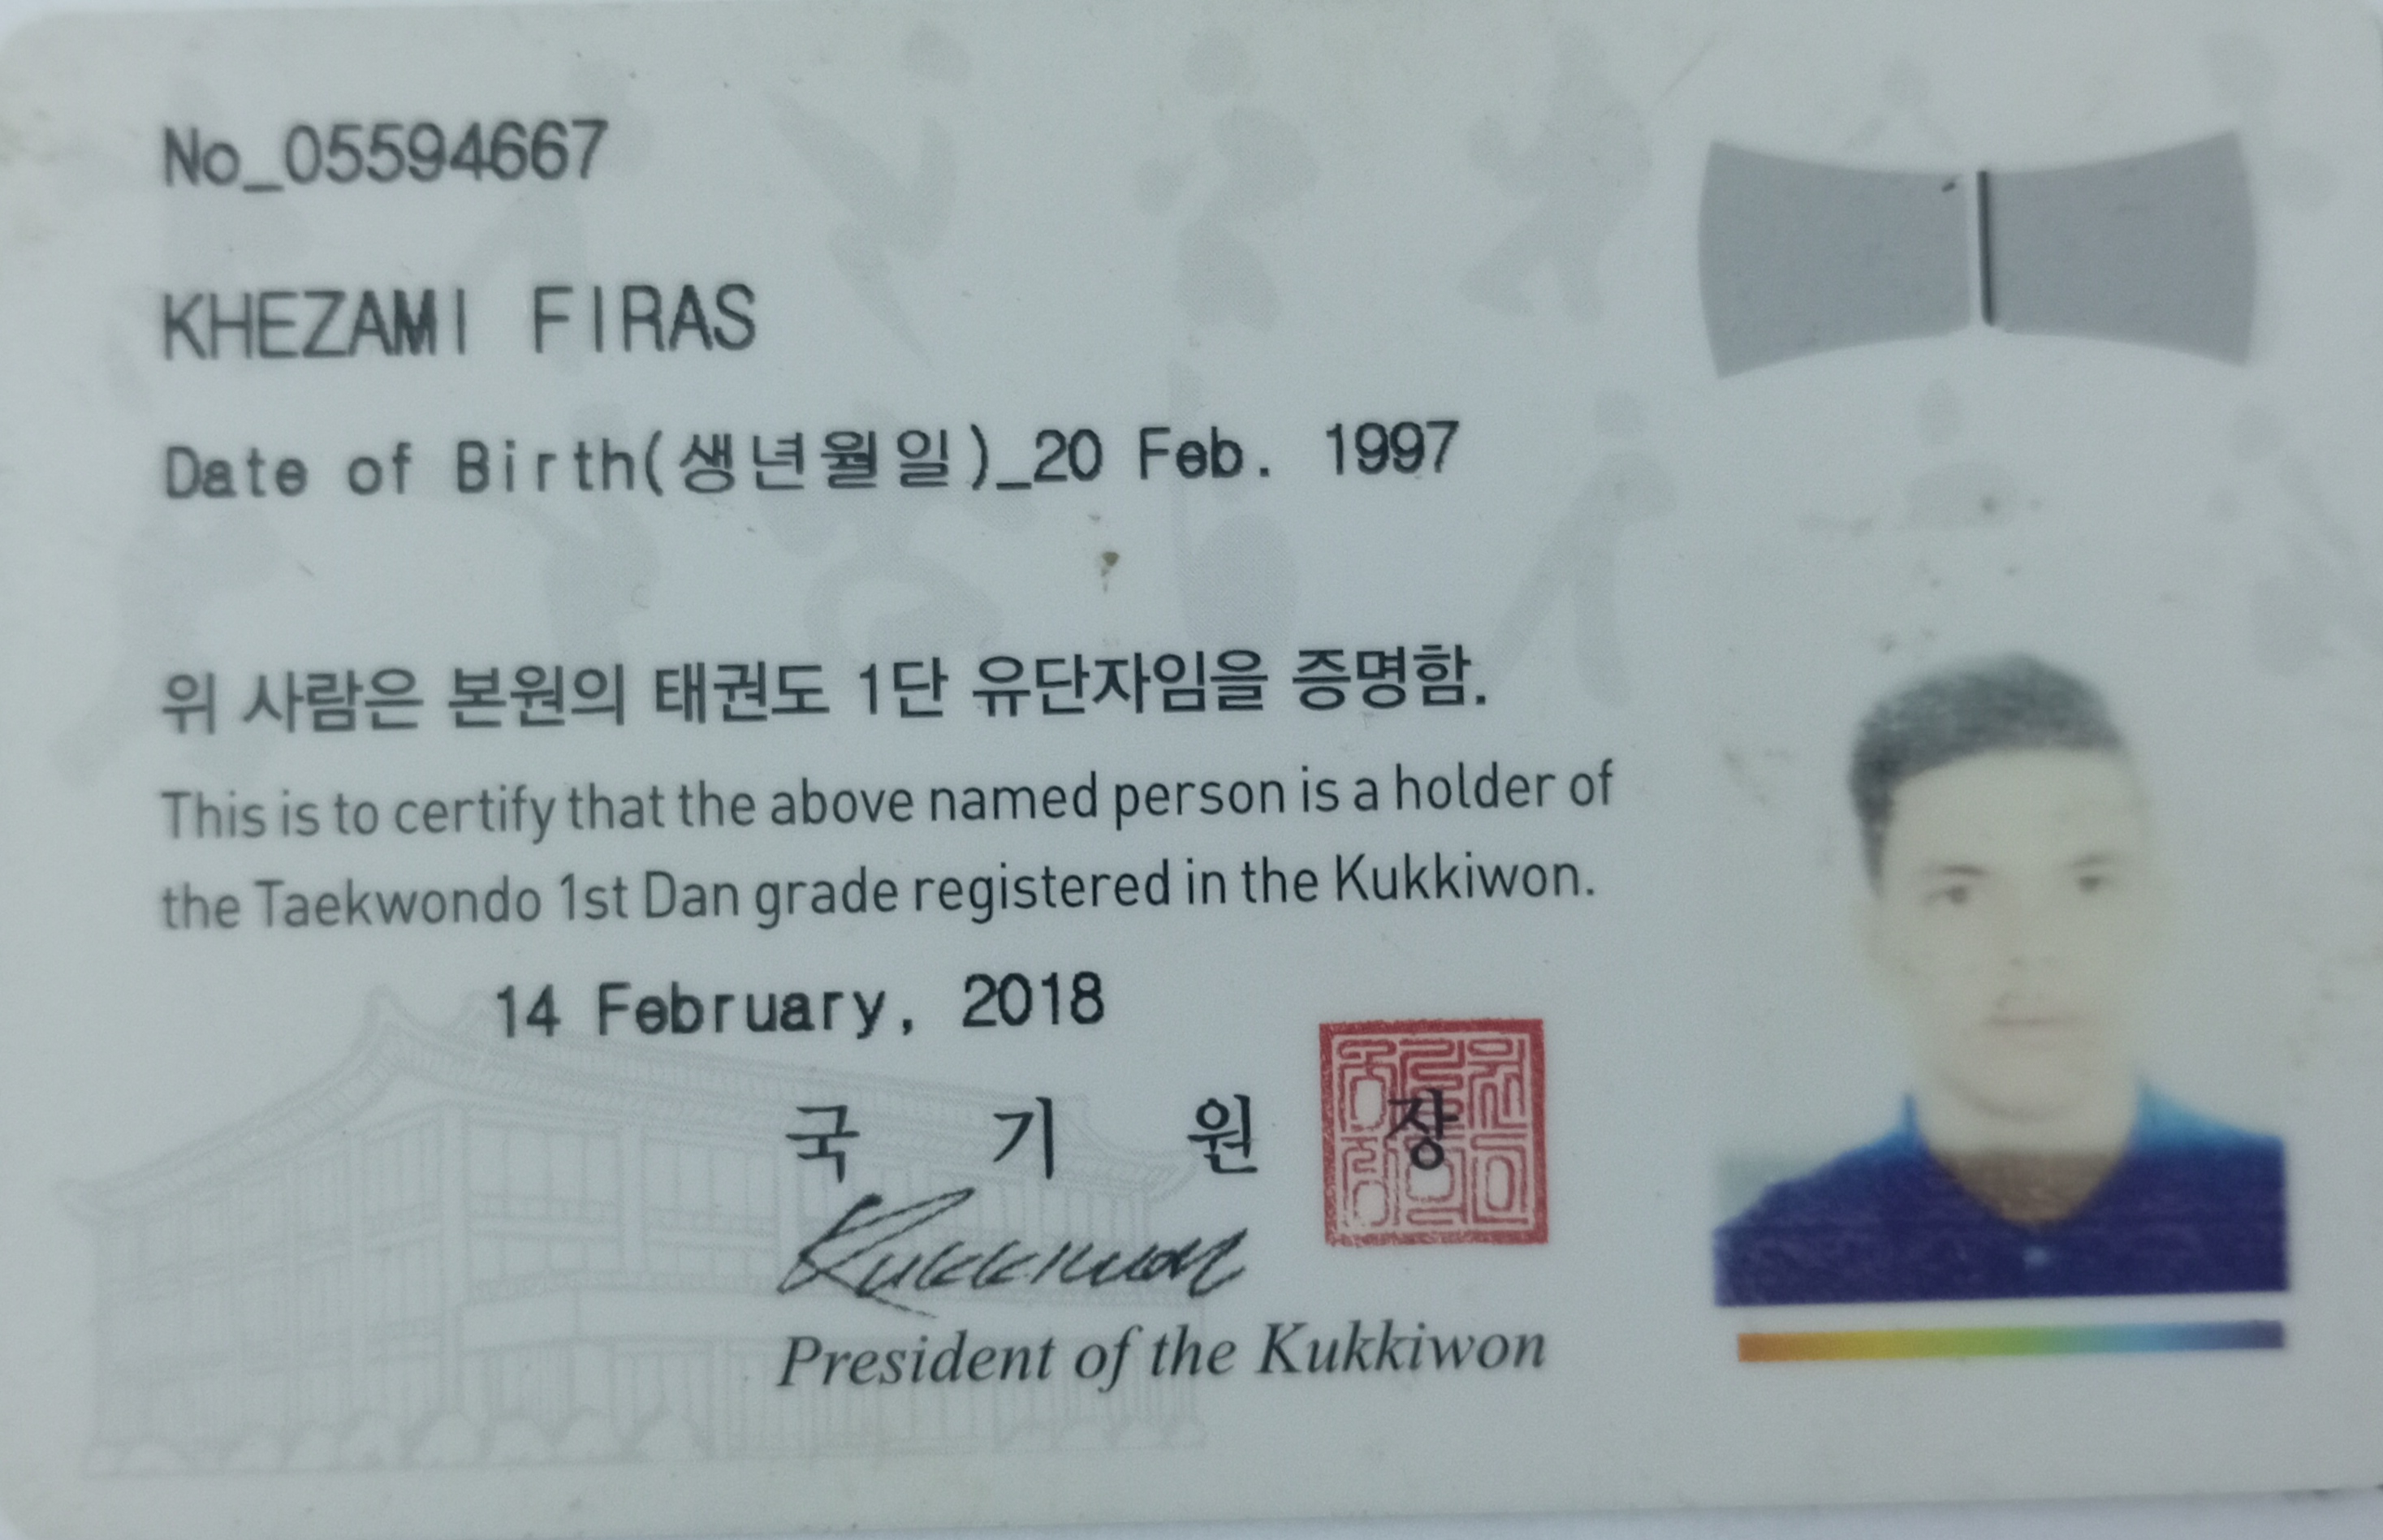 No_05594667
KHEZAMI FIRAS
Date of Birth(생년월일)_20 Feb. 1997
위 사람은 본원의 태권도 1단 유단자임을 증명함.
This is to certify that the above named person is a holder of
the Taekwondo 1st Dan grade registered in the Kukkiwon.
14 February, 2018
국 기 원 장
Kukkiwon
President of the Kukkiwon